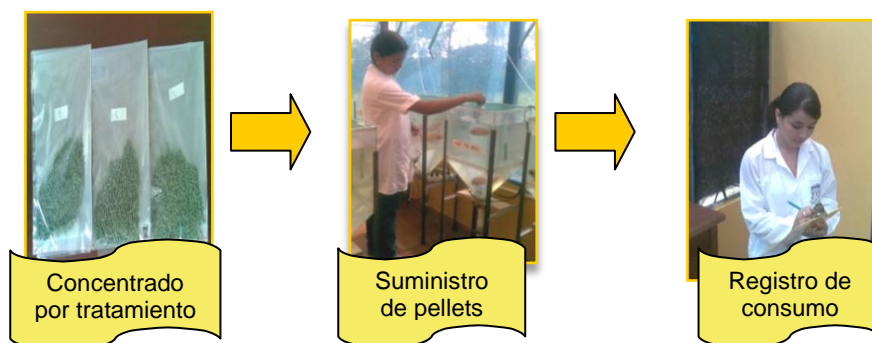 Concentrado
por tratamiento
Suministro
de pellets
Registro de
consumo